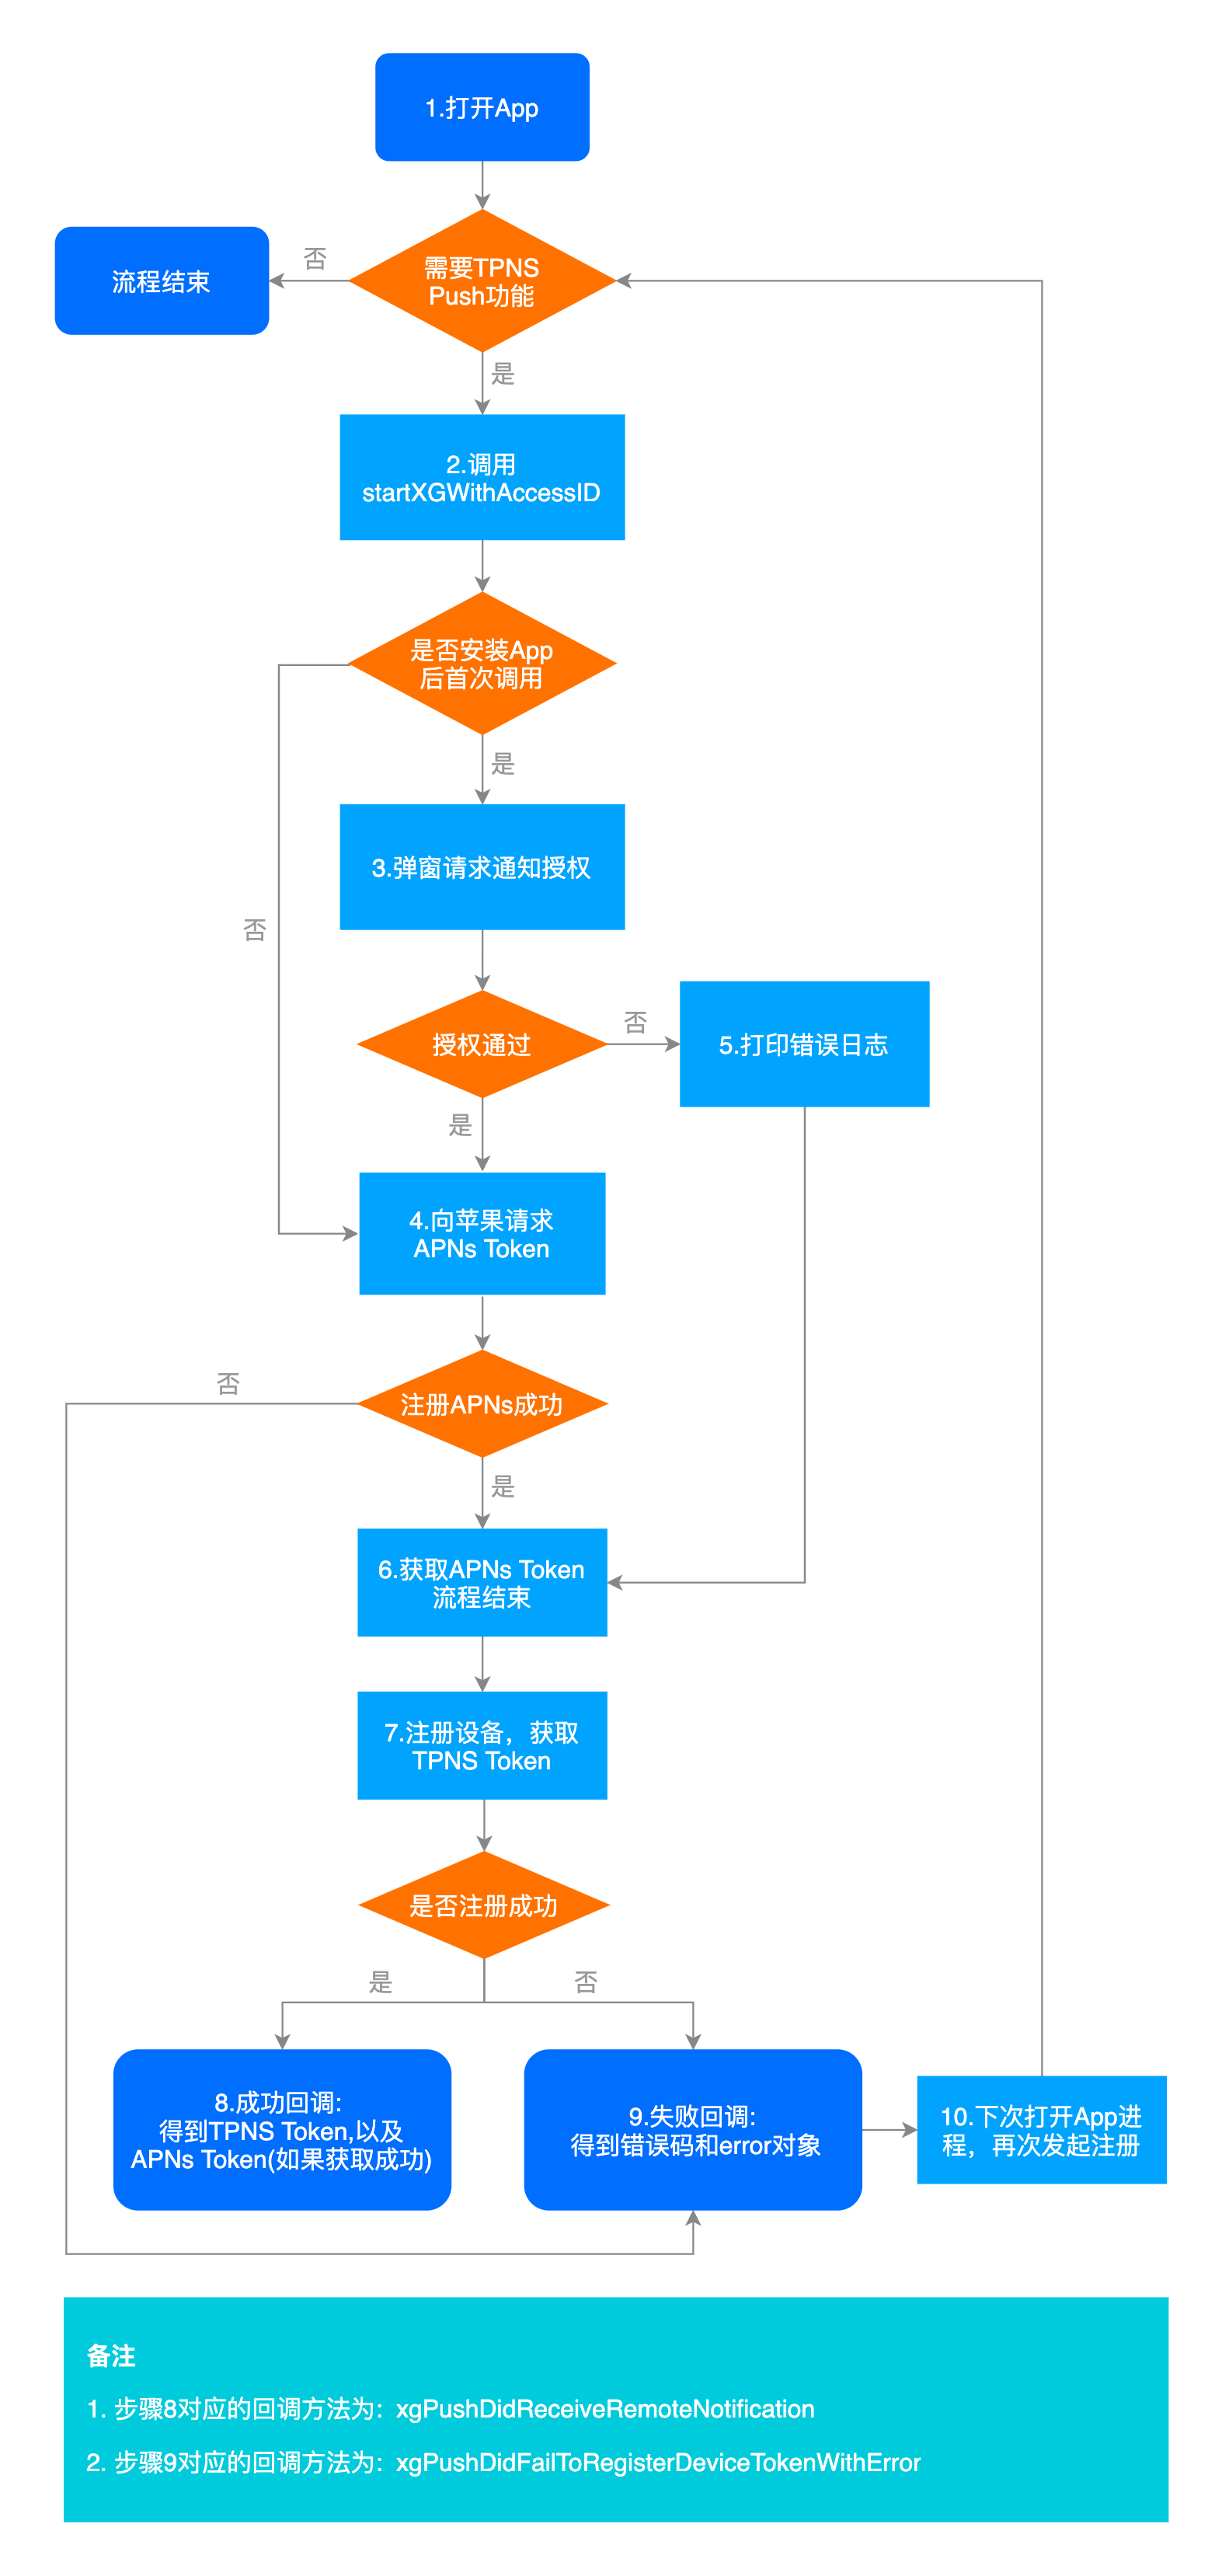 1.打开App
否
流程结束
需要TPNS
Push功能
是
2.调用
startXGWithAccessID
是否安装App
后首次调用
是
3.弹窗请求通知授权
否
授权通过
否
5.打印错误日志
是
4.向苹果请求
APNs Token
否
注册APNs成功
是
6.获取APNs Token
流程结束
7.注册设备，获取
TPNS Token
是否注册成功
是
否
8.成功回调:
得到TPNS Token,以及
APNs Token(如果获取成功)
9.失败回调:
得到错误码和error对象
10.下次打开App进
程，再次发起注册
备注
1. 步骤8对应的回调方法为：xgPushDidReceiveRemoteNotification
2. 步骤9对应的回调方法为：xgPushDidFailToRegisterDeviceTokenWithError